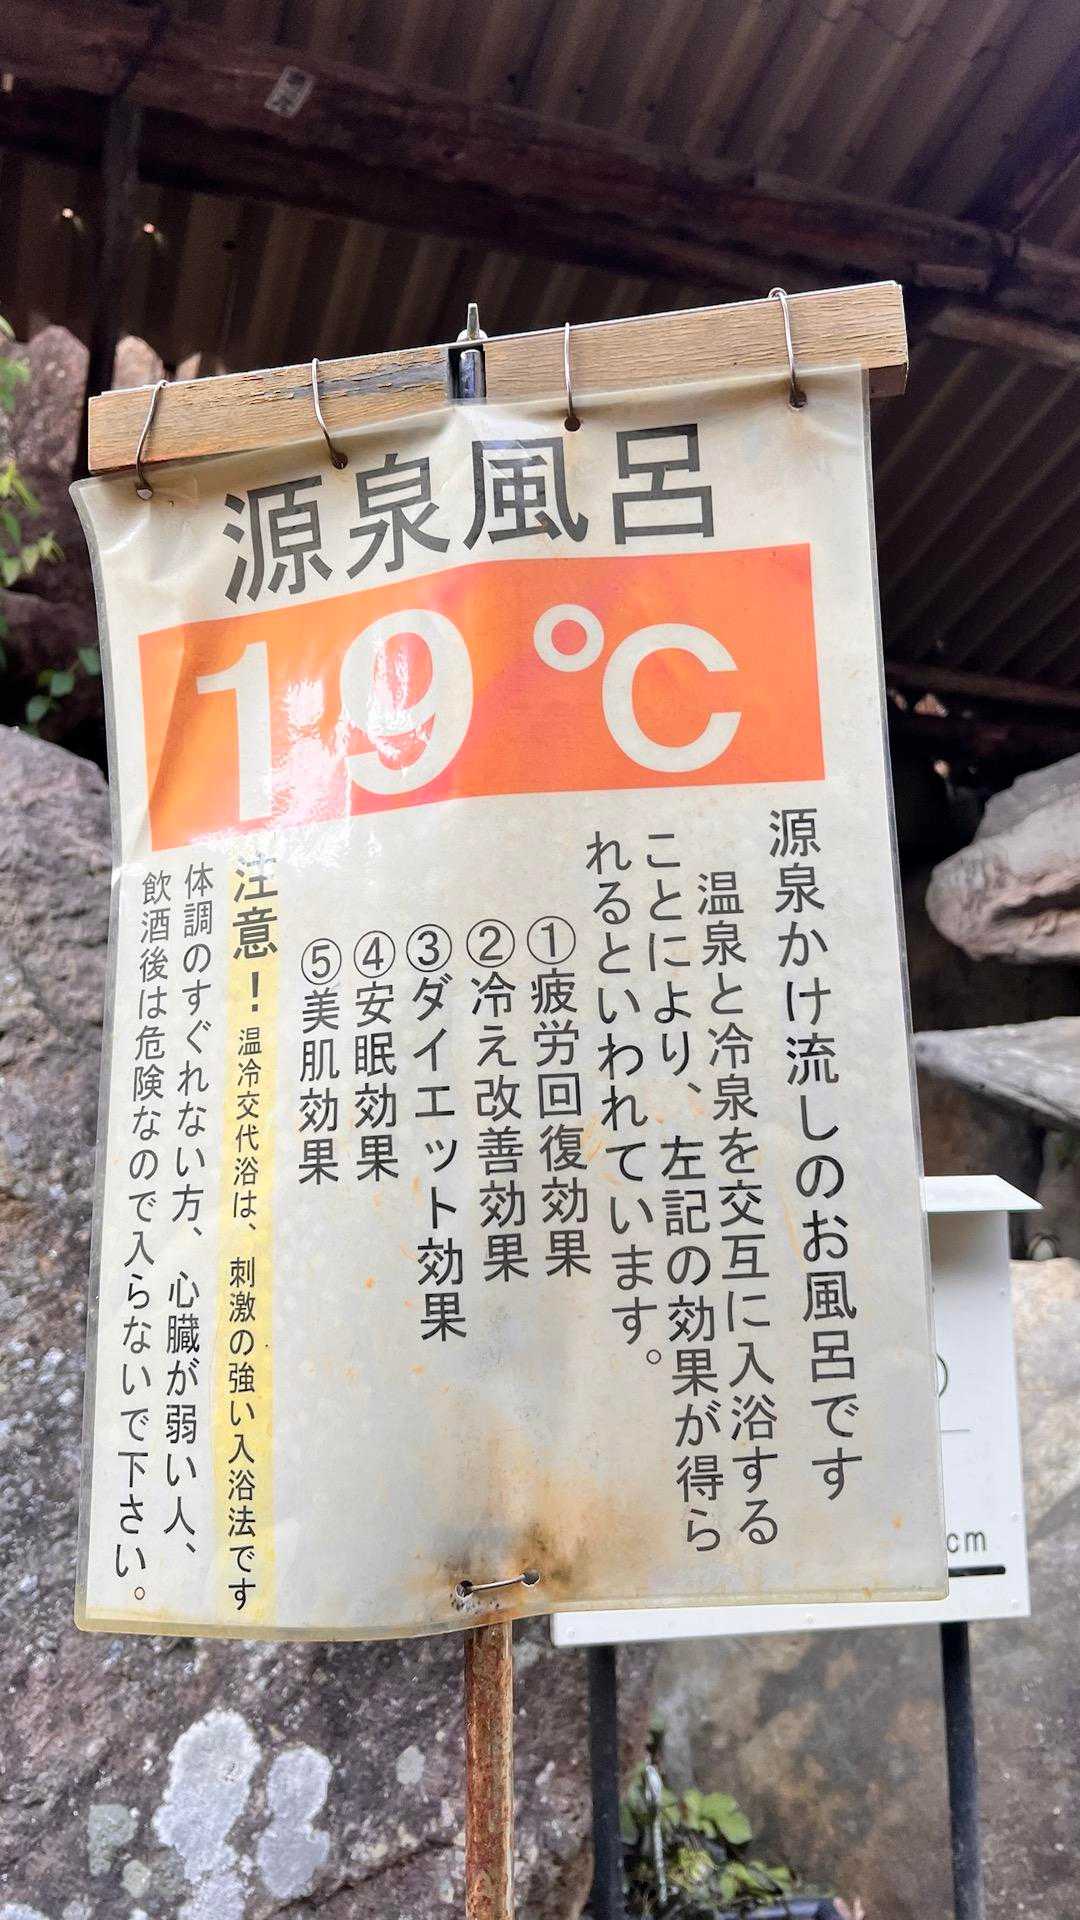 源泉風呂
19℃
源泉かけ流しのお風呂です
温泉と冷泉を交互に入浴する
ことにより、左記の効果が得ら
れるといわれています。
①疲労回復効果
②冷え改善効果
③ダイエット効果
④安眠効果
⑤美肌効果
注意！温冷交代浴は、刺激の強い入浴法です
体調のすぐれない方、心臓が弱い人、
飲酒後は危険なので入らないで下さい。
cm